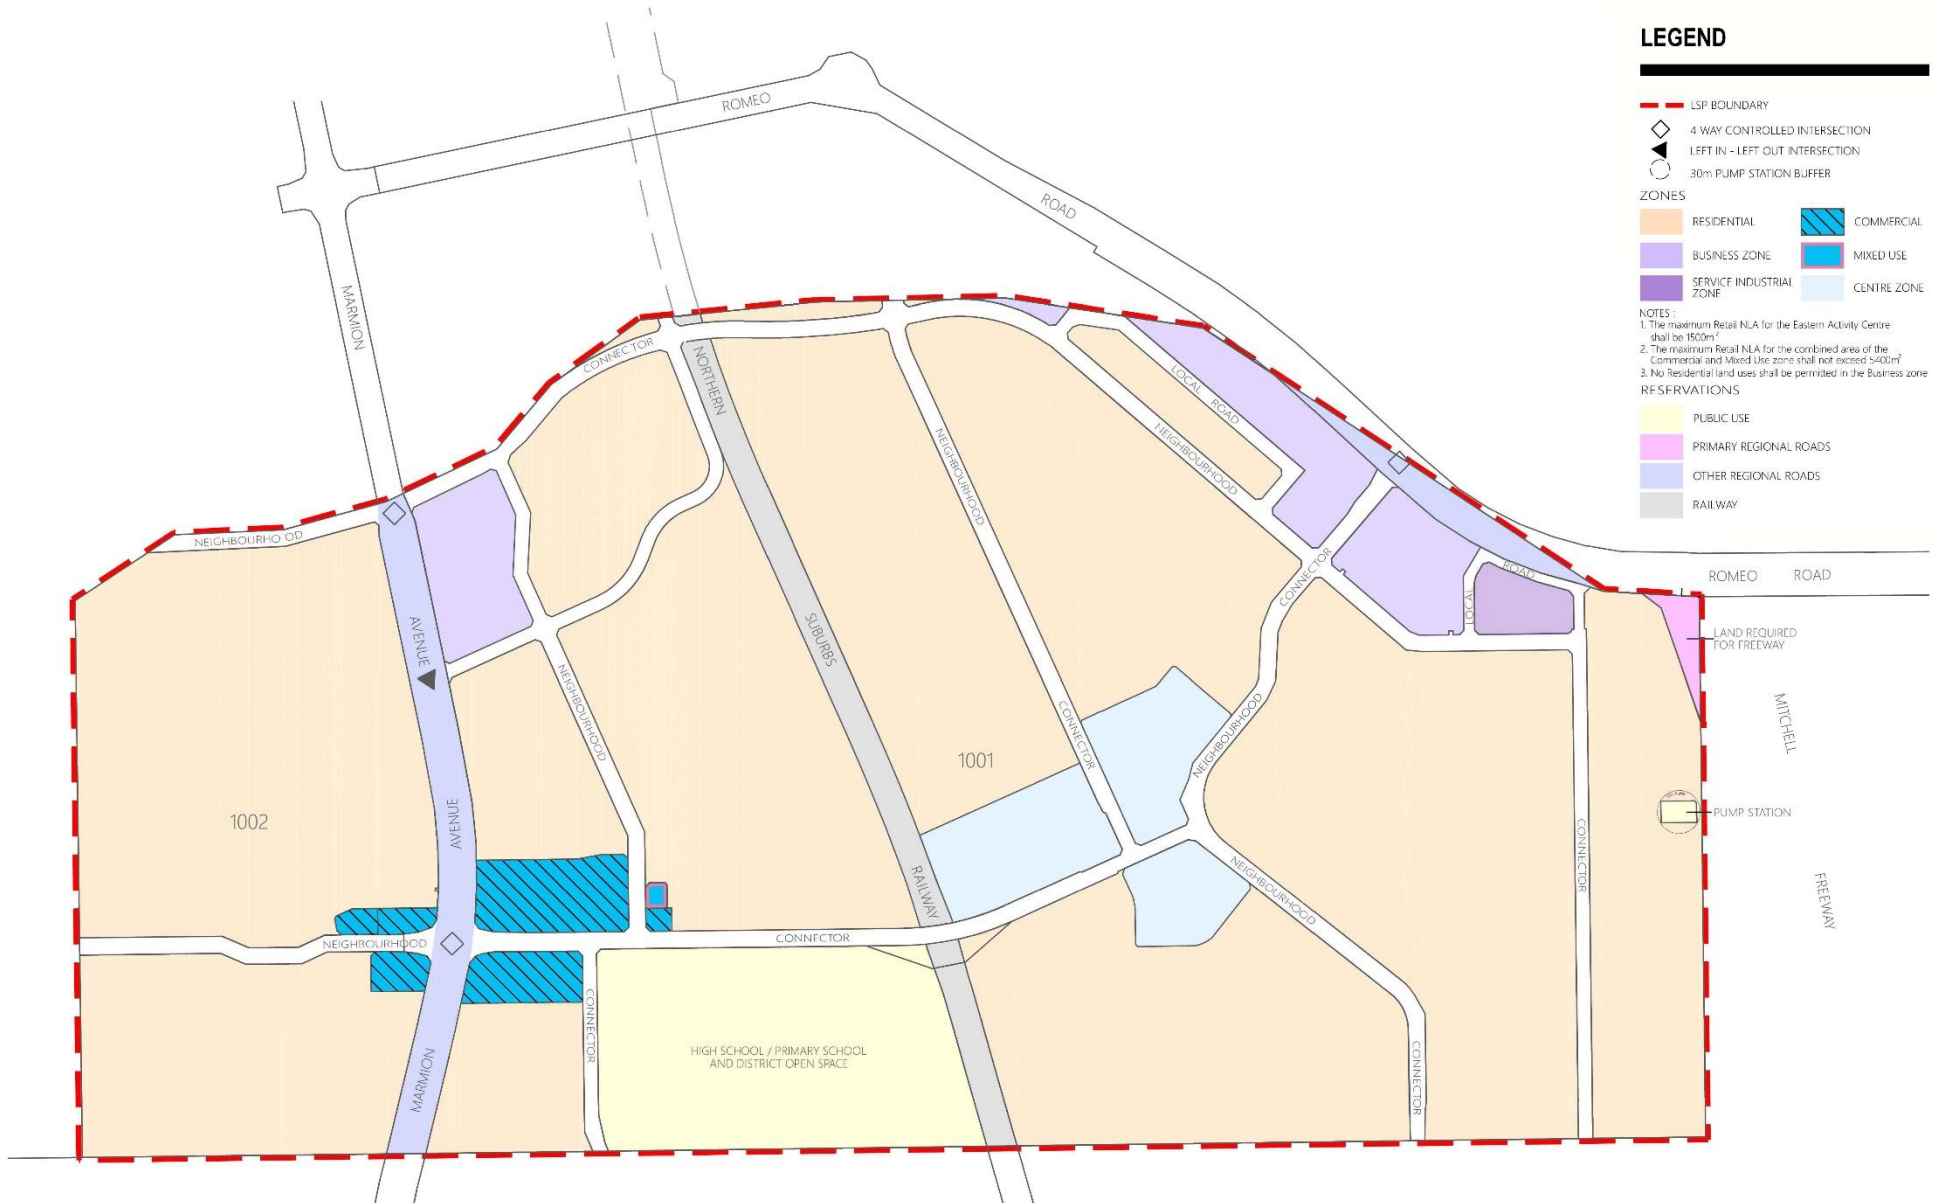 LEGEND
LSP BOUNDARY
4 WAY CONTROLLED INTERSECTION
LEFT IN - LEFT OUT INTERSECTION
30m PUMP STATION BUFFER
ZONES
RESIDENTIAL
COMMERCIAL
BUSINESS ZONE
MIXED USE
SERVICE INDUSTRIAL
ZONE
CENTRE ZONE
NOTES :
1. The maximum Retail NLA for the Eastern Activity Centre
shall be 1500m²
2. The maximum Retail NLA for the combined area of the
Commercial and Mixed Use zone shall not exceed 5400m²
3. No Residential land uses shall be permitted in the Business zone
RESERVATIONS
PUBLIC USE
PRIMARY REGIONAL ROADS
OTHER REGIONAL ROADS
RAILWAY
ROMEO
ROAD
MARMION
CONNECTOR
NORTHERN
LOCAL
ROAD
NEIGHBOURHOOD
NEIGHBOURHOOD
NEIGHBOURHOOD
CONNECTOR
ROAD
LOCAL
ROMEO ROAD
AVENUE
SUBURBS
LAND REQUIRED
FOR FREEWAY
NEIGHBOURHOOD
CONNECTOR
NEIGHBOURHOOD
MITCHELL
1001
1002
AVENUE
PUMP STATION
CONNECTOR
RAILWAY
NEIGHBOURHOOD
FREEWAY
NEIGHBOURHOOD
CONNECTOR
CONNECTOR
HIGH SCHOOL / PRIMARY SCHOOL
AND DISTRICT OPEN SPACE
MARMION
CONNECTOR